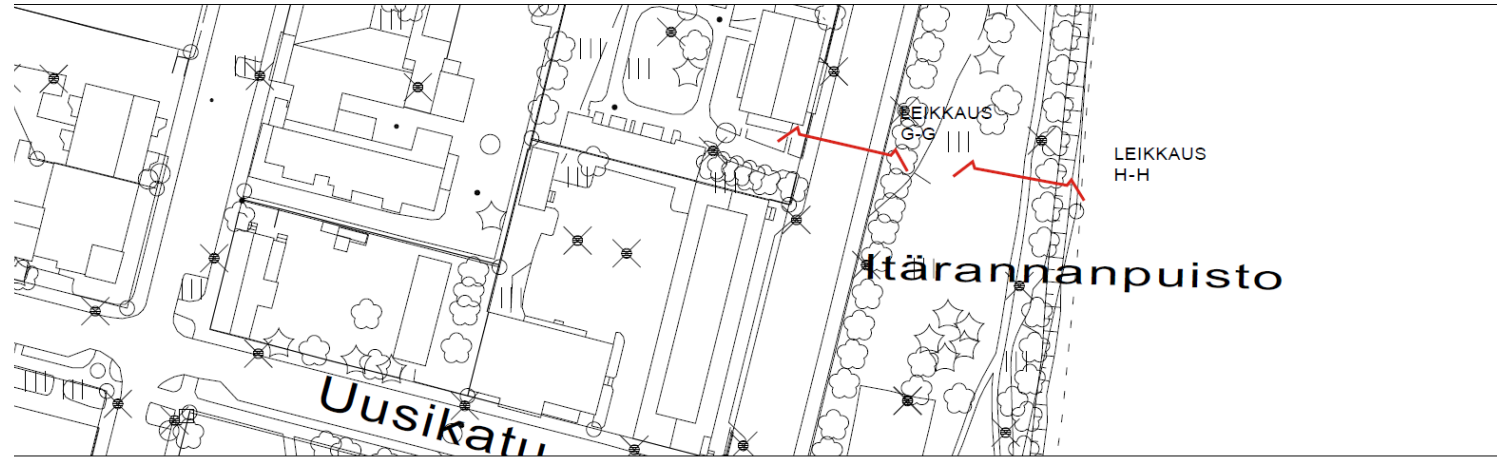 LEIKKAUS
G-G
LEIKKAUS
H-H
Itärannanpuisto
Uusikatu